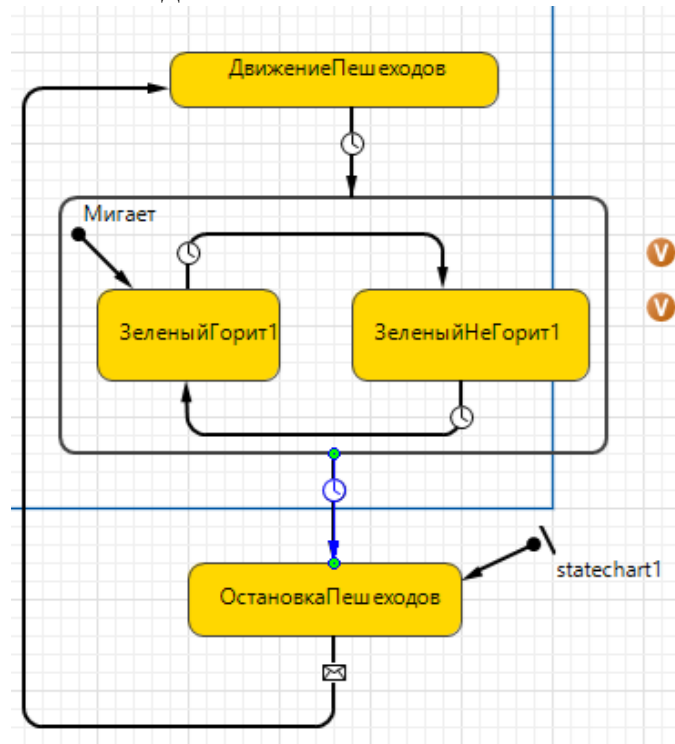 ДвижениеПешеходов
Мигает
V
ЗеленыйГорит1
ЗеленыйНеГорит1
V
statechart1
ОстановкаПешеходов